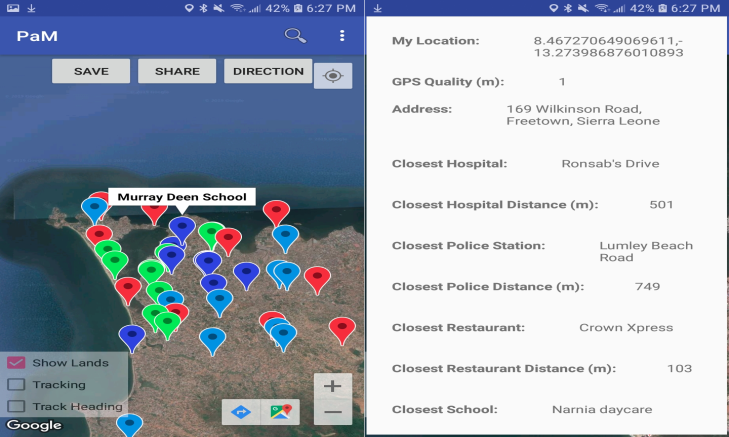 42% 6:27 PM
PaM
SAVE
SHARE
DIRECTION
Murray Deen School
Show Lands
Tracking
Track Heading
Google
42% 6:27 PM
My Location: 8.467270649069611,-
13.273986876010893
GPS Quality (m): 1
Address: 169 Wilkinson Road,
Freetown, Sierra Leone
Closest Hospital: Ronsab's Drive
Closest Hospital Distance (m): 501
Closest Police Station: Lumley Beach
Road
Closest Police Distance (m): 749
Closest Restaurant: Crown Xpress
Closest Restaurant Distance (m): 103
Closest School: Narnia daycare